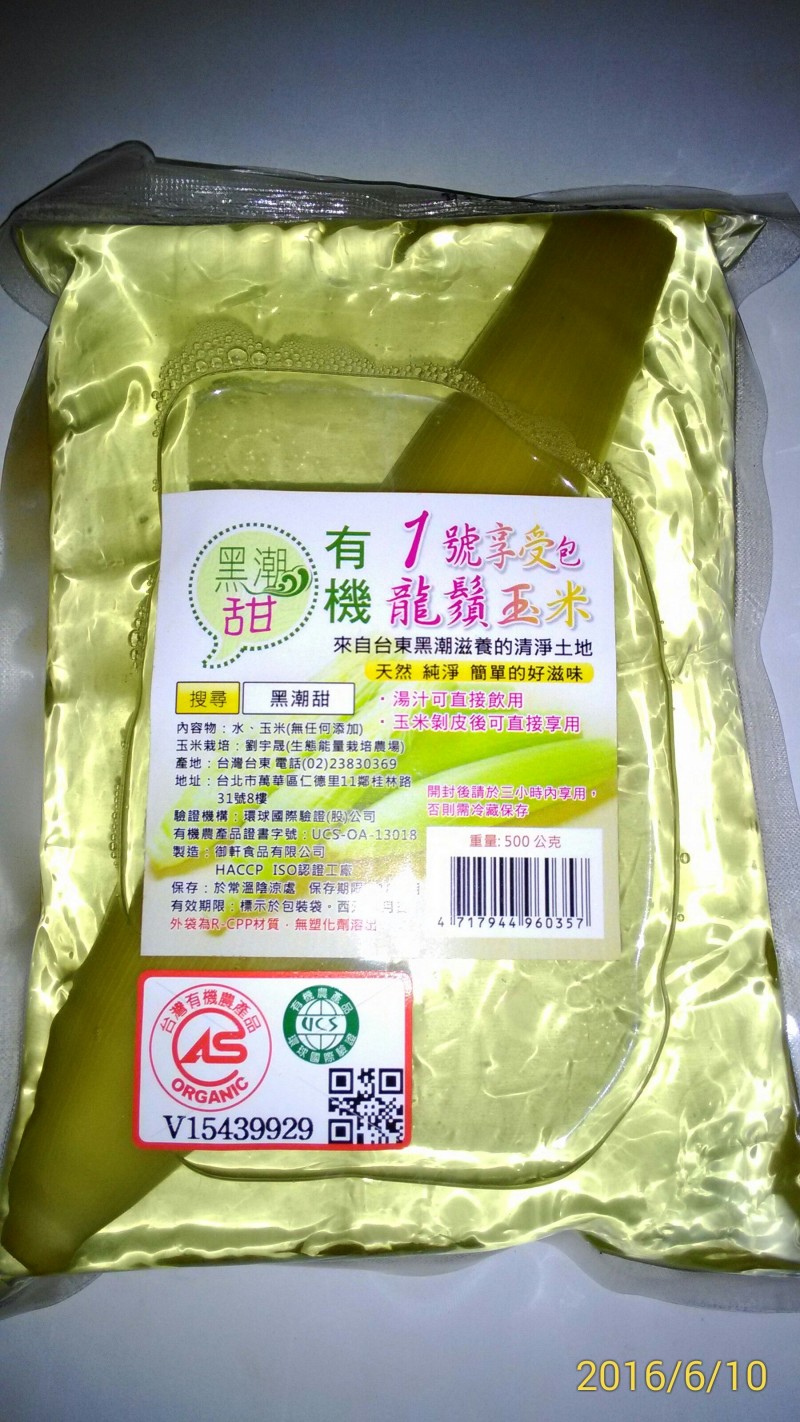 黑潮
甜
有機
1號享受包
龍鬚玉米
來自台東黑潮滋養的清淨土地
天然 純淨 簡單的好滋味
搜尋 黑潮甜
・湯汁可直接飲用
・玉米剝皮後可直接享用
內容物：水、玉米(無任何添加)
玉米栽培：劉宇晟(生態能量栽培農場)
產地：台灣台東 電話(02)23830369
地址：台北市萬華區仁德里11鄰桂林路
31號8樓
開封後請於三小時內享用，
否則需冷藏保存
驗證機構：環球國際驗證(股)公司
有機農產品證書字號：UCS-OA-13018
製造：御軒食品有限公司
HACCP ISO認證工廠
保存：於常溫陰涼處 保存期限
有效期限：標示於包裝袋。西
外袋為R-CPP材質，無塑化劑溶出
重量: 500 公克
4 717944 960357
台灣有機農產品
ORGANIC
有機農產品
UCS
環球國際驗證
V15439929
2016/6/10